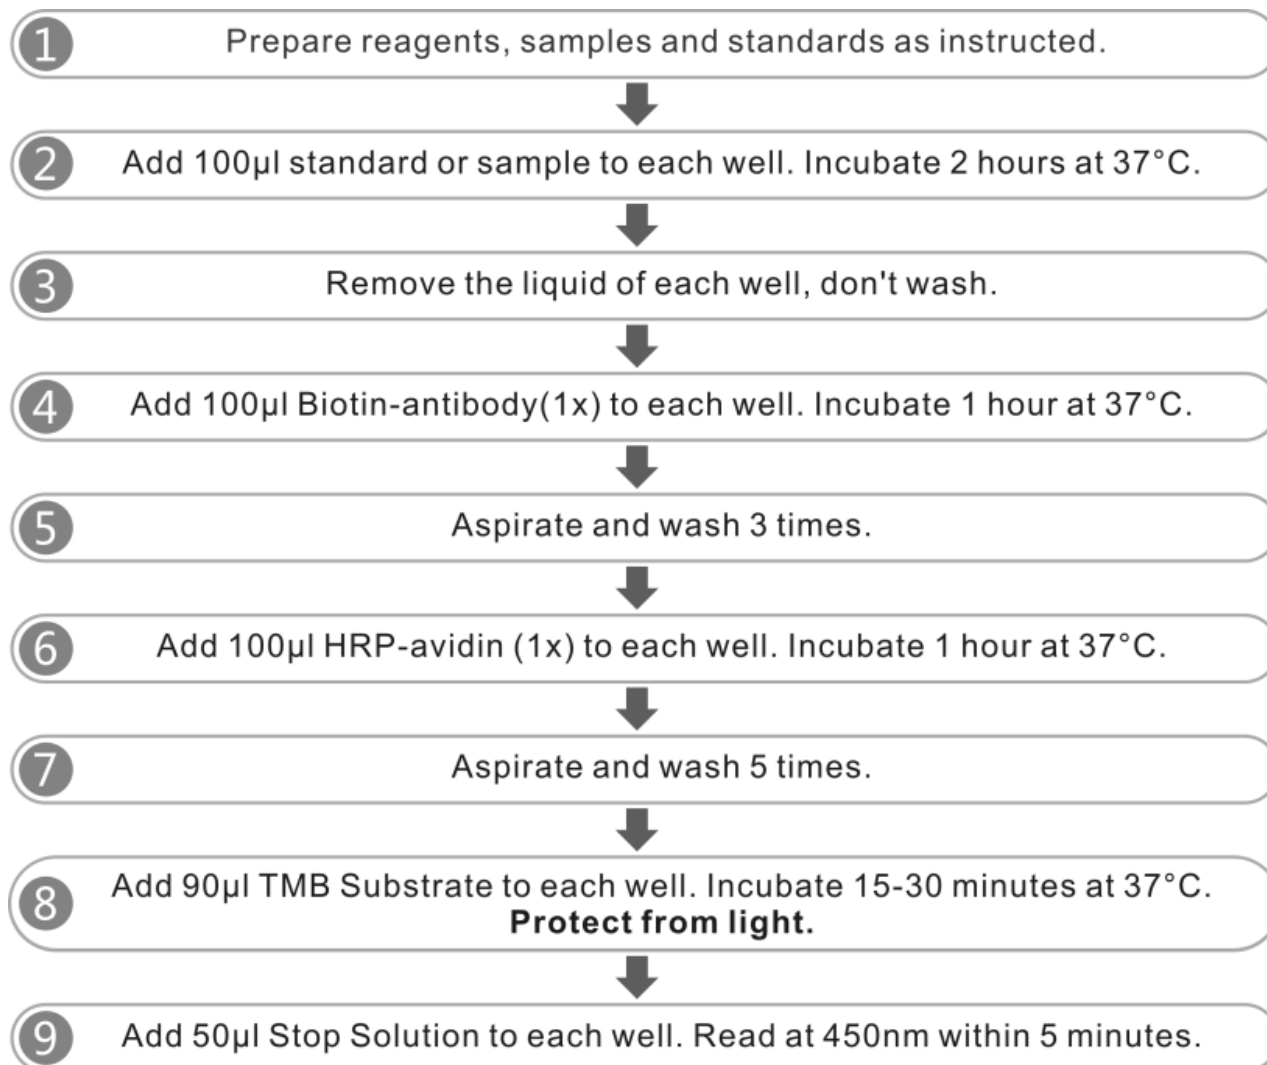 1 Prepare reagents, samples and standards as instructed.
2 Add 100µl standard or sample to each well. Incubate 2 hours at 37°C.
3 Remove the liquid of each well, don't wash.
4 Add 100µl Biotin-antibody(1x) to each well. Incubate 1 hour at 37°C.
5 Aspirate and wash 3 times.
6 Add 100µl HRP-avidin (1x) to each well. Incubate 1 hour at 37°C.
7 Aspirate and wash 5 times.
8 Add 90µl TMB Substrate to each well. Incubate 15-30 minutes at 37°C.
Protect from light.
9 Add 50µl Stop Solution to each well. Read at 450nm within 5 minutes.